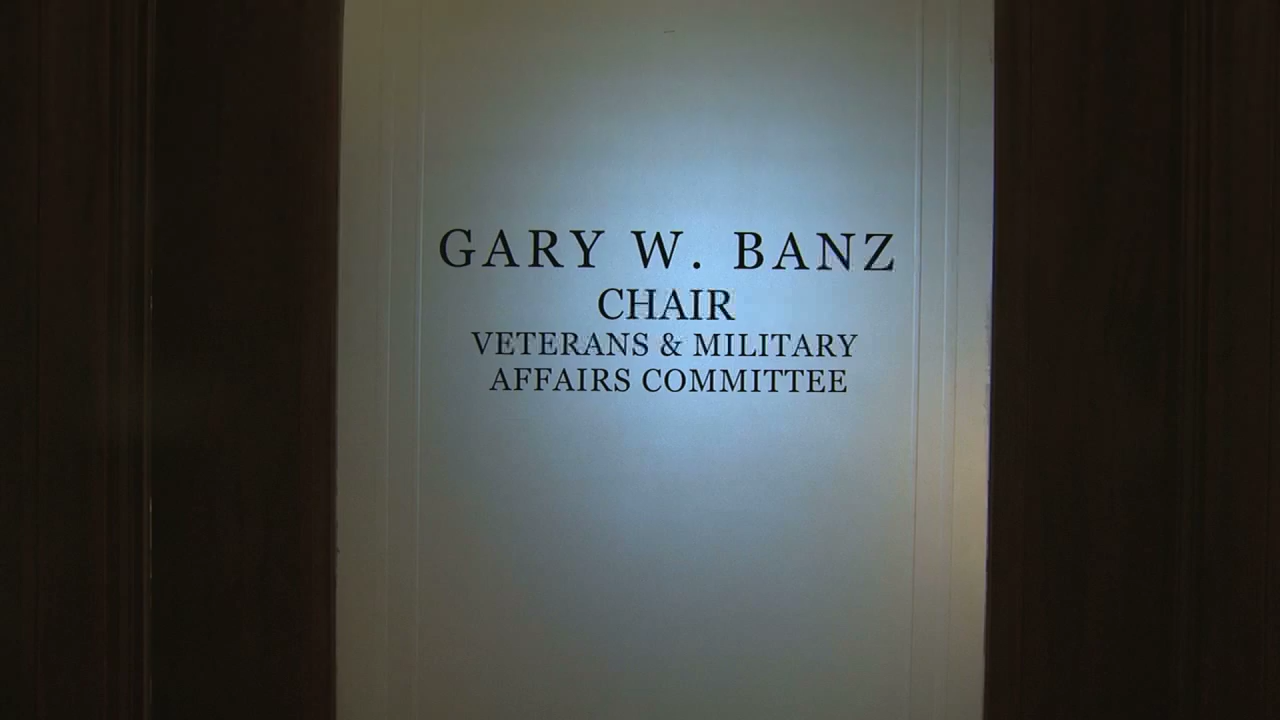 GARY W. BANZ
CHAIR
VETERANS & MILITARY
AFFAIRS COMMITTEE